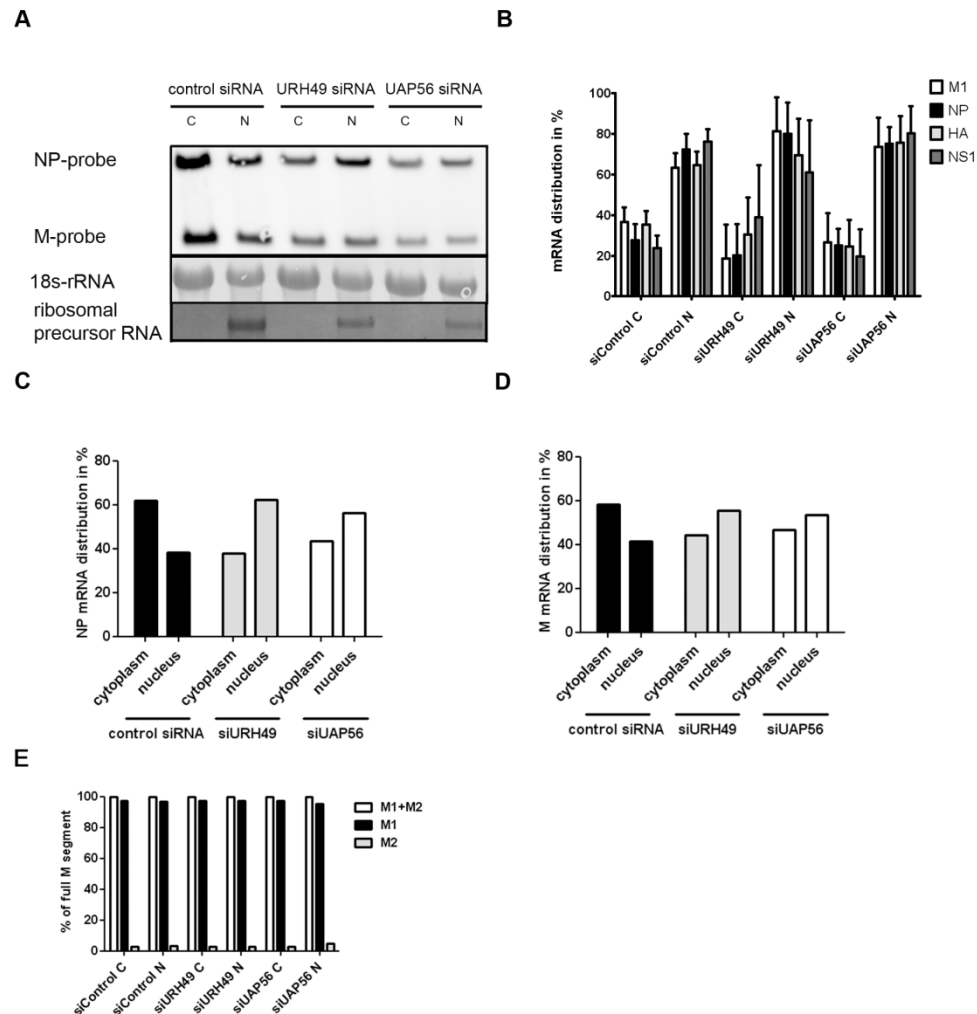 A
control siRNA URH49 siRNA UAP56 siRNA
C N C N C N
NP-probe
M-probe
18s-rRNA
ribosomal
precursor RNA
B
mRNA distribution in %
100
80
60
40
20
0
siControl C
siControl N
siURH49 C
siURH49 N
siUAP56 C
siUAP56 N
M1
NP
HA
NS1
C
NP mRNA distribution in %
80
60
40
20
0
cytoplasm
nucleus
cytoplasm
nucleus
cytoplasm
nucleus
control siRNA siURH49 siUAP56
D
M mRNA distribution in %
80
60
40
20
0
cytoplasm
nucleus
cytoplasm
nucleus
cytoplasm
nucleus
control siRNA siURH49 siUAP56
E
% of full M segment
100
80
60
40
20
0
siControl C
siControl N
siURH49 C
siURH49 N
siUAP56 C
siUAP56 N
M1+M2
M1
M2